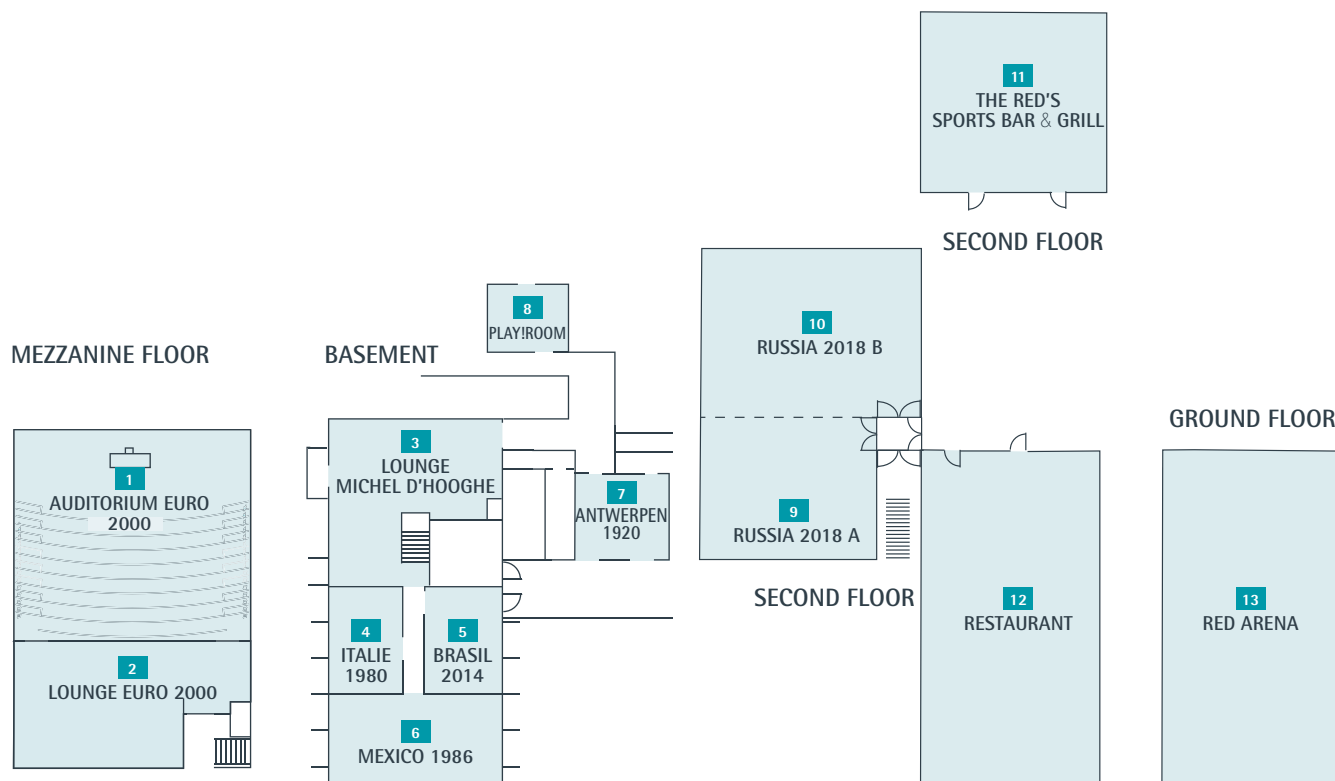 11
THE RED'S
SPORTS BAR & GRILL
SECOND FLOOR
8
PLAY!ROOM
10
RUSSIA 2018 B
MEZZANINE FLOOR
BASEMENT
GROUND FLOOR
1
AUDITORIUM EURO
2000
3
LOUNGE
MICHEL D'HOOGHE
7
ANTWERPEN
1920
9
RUSSIA 2018 A
SECOND FLOOR
12
RESTAURANT
13
RED ARENA
2
LOUNGE EURO 2000
4
ITALIE
1980
5
BRASIL
2014
6
MEXICO 1986